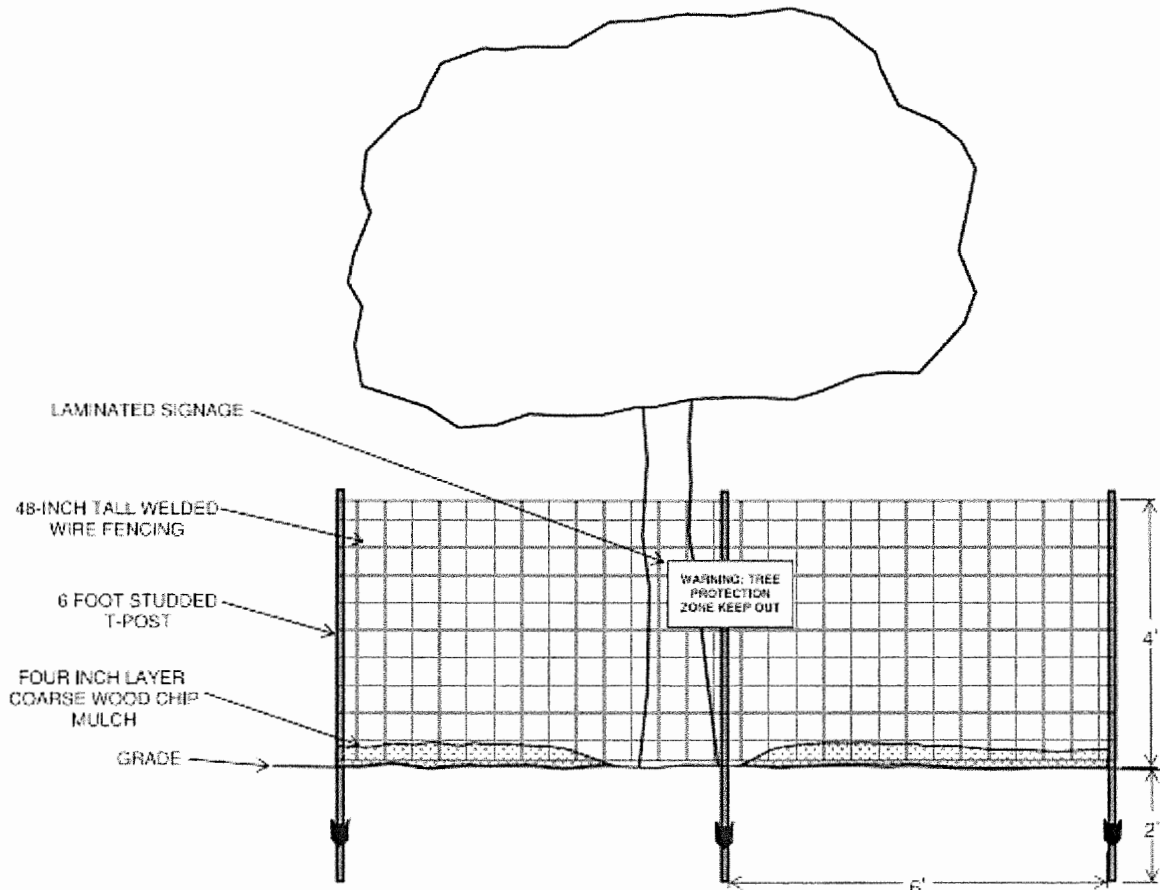 LAMINATED SIGNAGE
48-INCH TALL WELDED
WIRE FENCING
WARNING: TREE
PROTECTION
ZONE KEEP OUT
6 FOOT STUDDED
T-POST
4'
FOUR INCH LAYER
COARSE WOOD CHIP
MULCH
GRADE
2'
6'